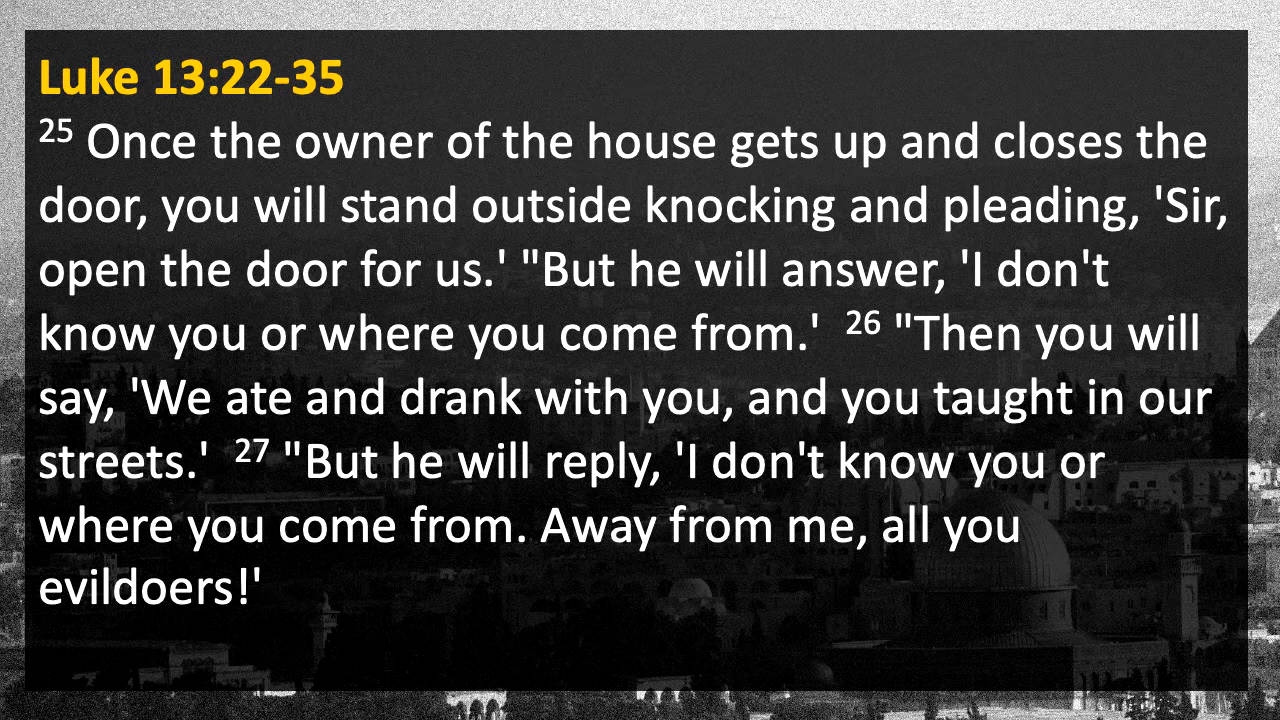 Luke 13:22-35
25 Once the owner of the house gets up and closes the
door, you will stand outside knocking and pleading, 'Sir,
open the door for us.' "But he will answer, 'I don't
know you or where you come from.'  26 "Then you will
say, 'We ate and drank with you, and you taught in our
streets.'  27 "But he will reply, 'I don't know you or
where you come from. Away from me, all you
evildoers!'